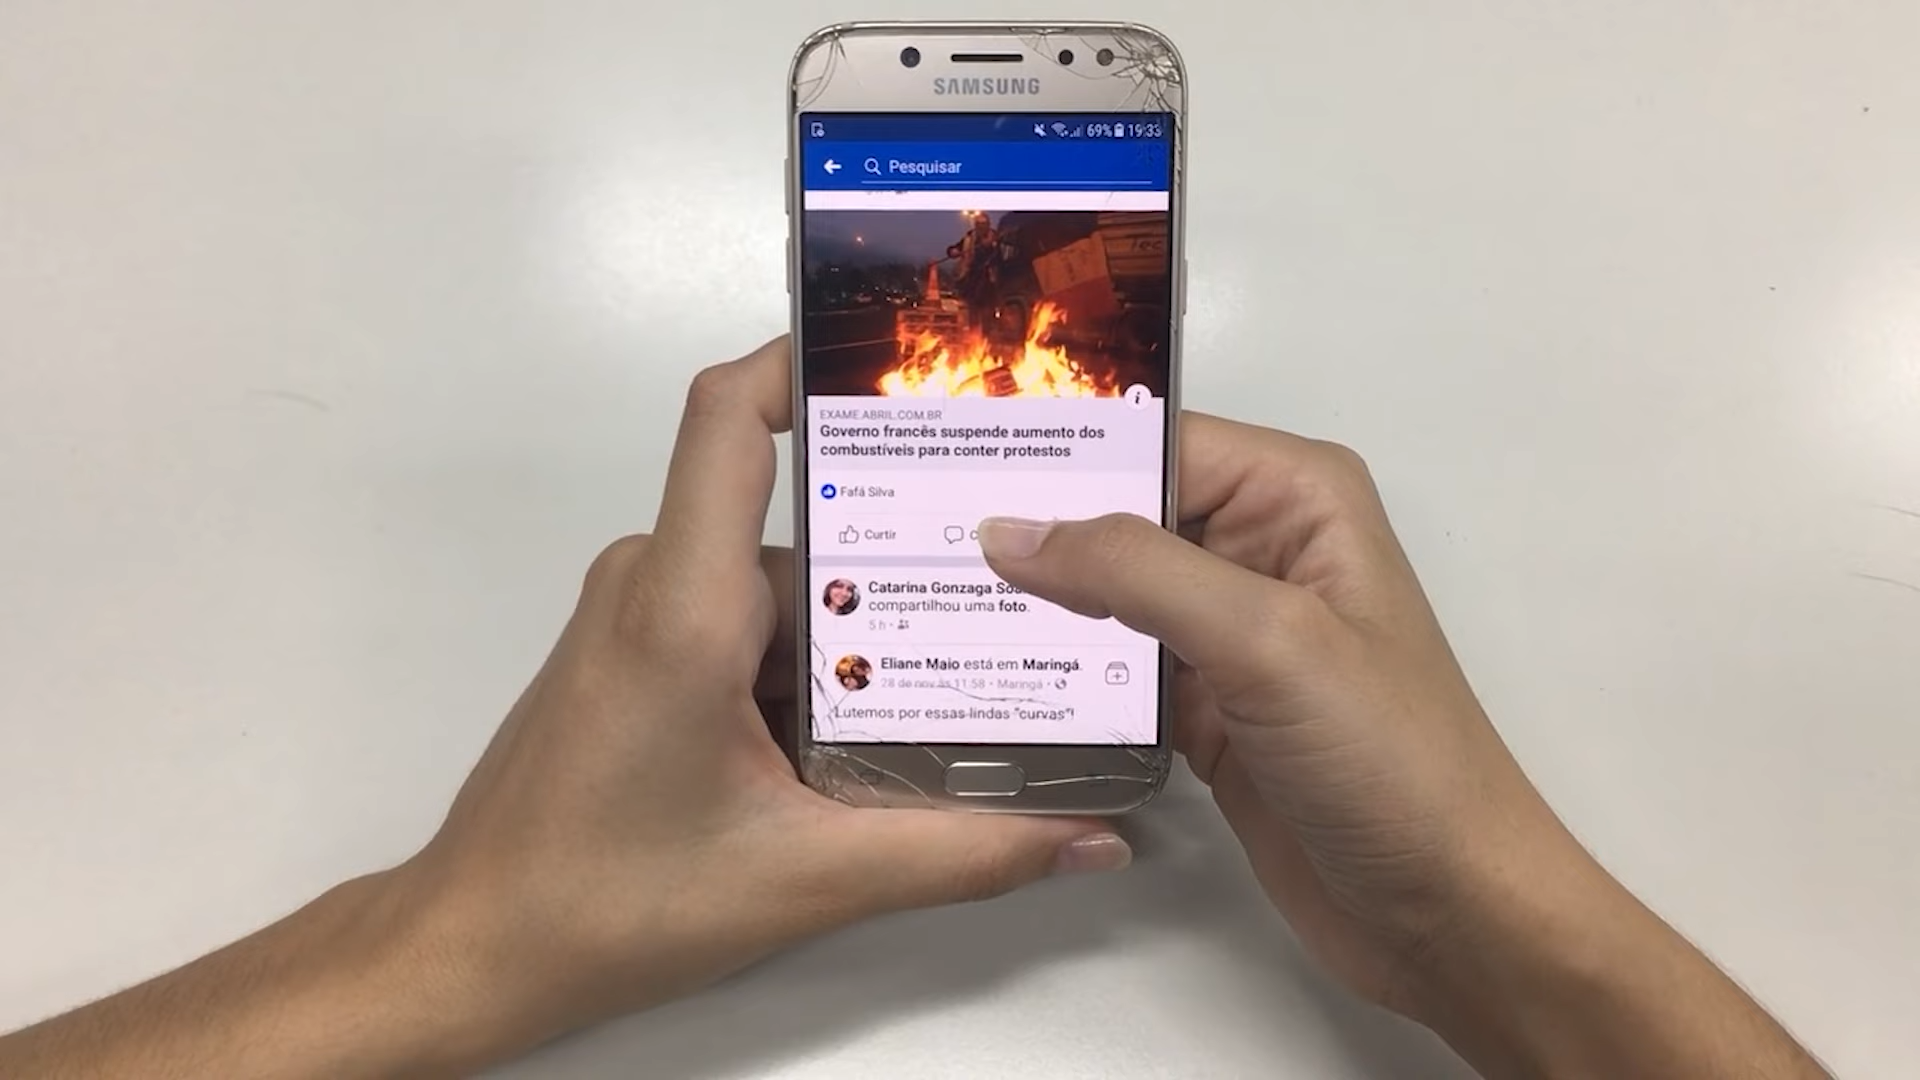 SAMSUNG
69% 19:33
Pesquisar
EXAME.ABRIL.COM.BR
Governo francês suspende aumento dos
combustíveis para conter protestos
Fafá Silva
Curtir
Catarina Gonzaga
compartilhou uma foto.
5 h
Eliane Maio está em Maringá.
28 de nov às 11:58 · Maringá ·
Lutemos por essas lindas "curvas"!